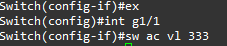 Switch(config-if)#ex
Switch(config)#int g1/1
Switch(config-if)#sw ac vl 333